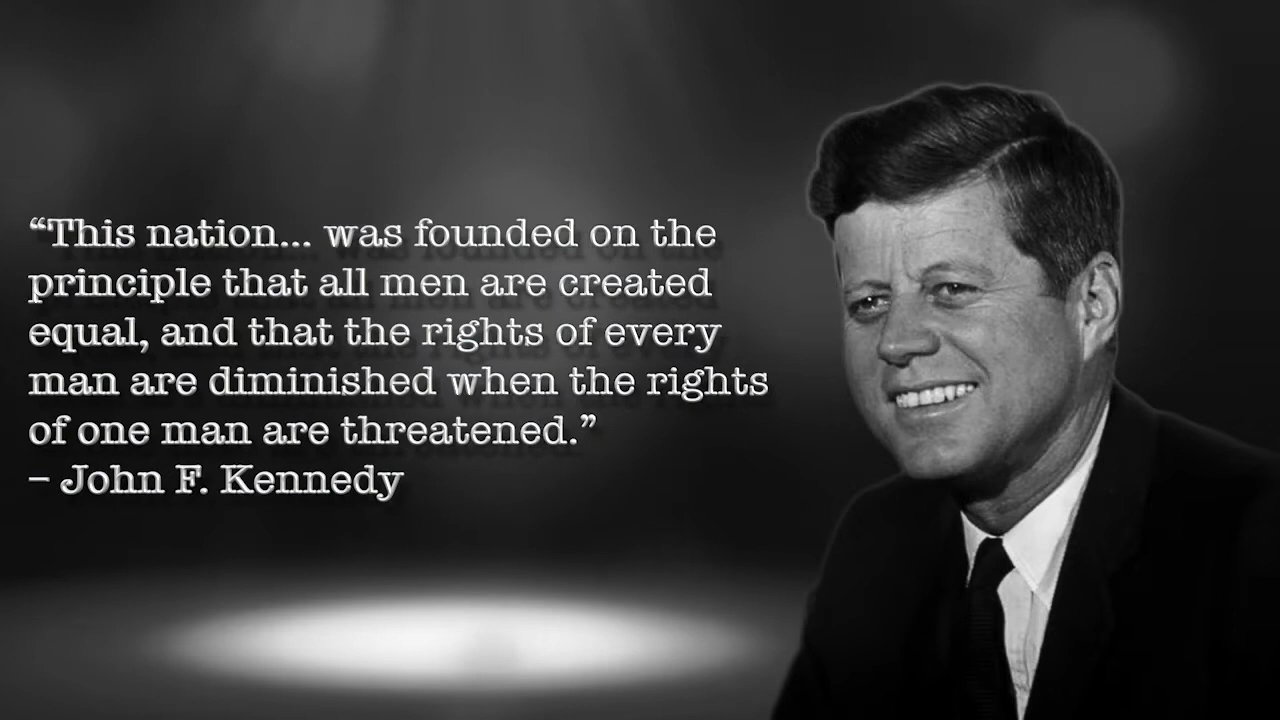 “This nation... was founded on the
principle that all men are created
equal, and that the rights of every
man are diminished when the rights
of one man are threatened.”
– John F. Kennedy